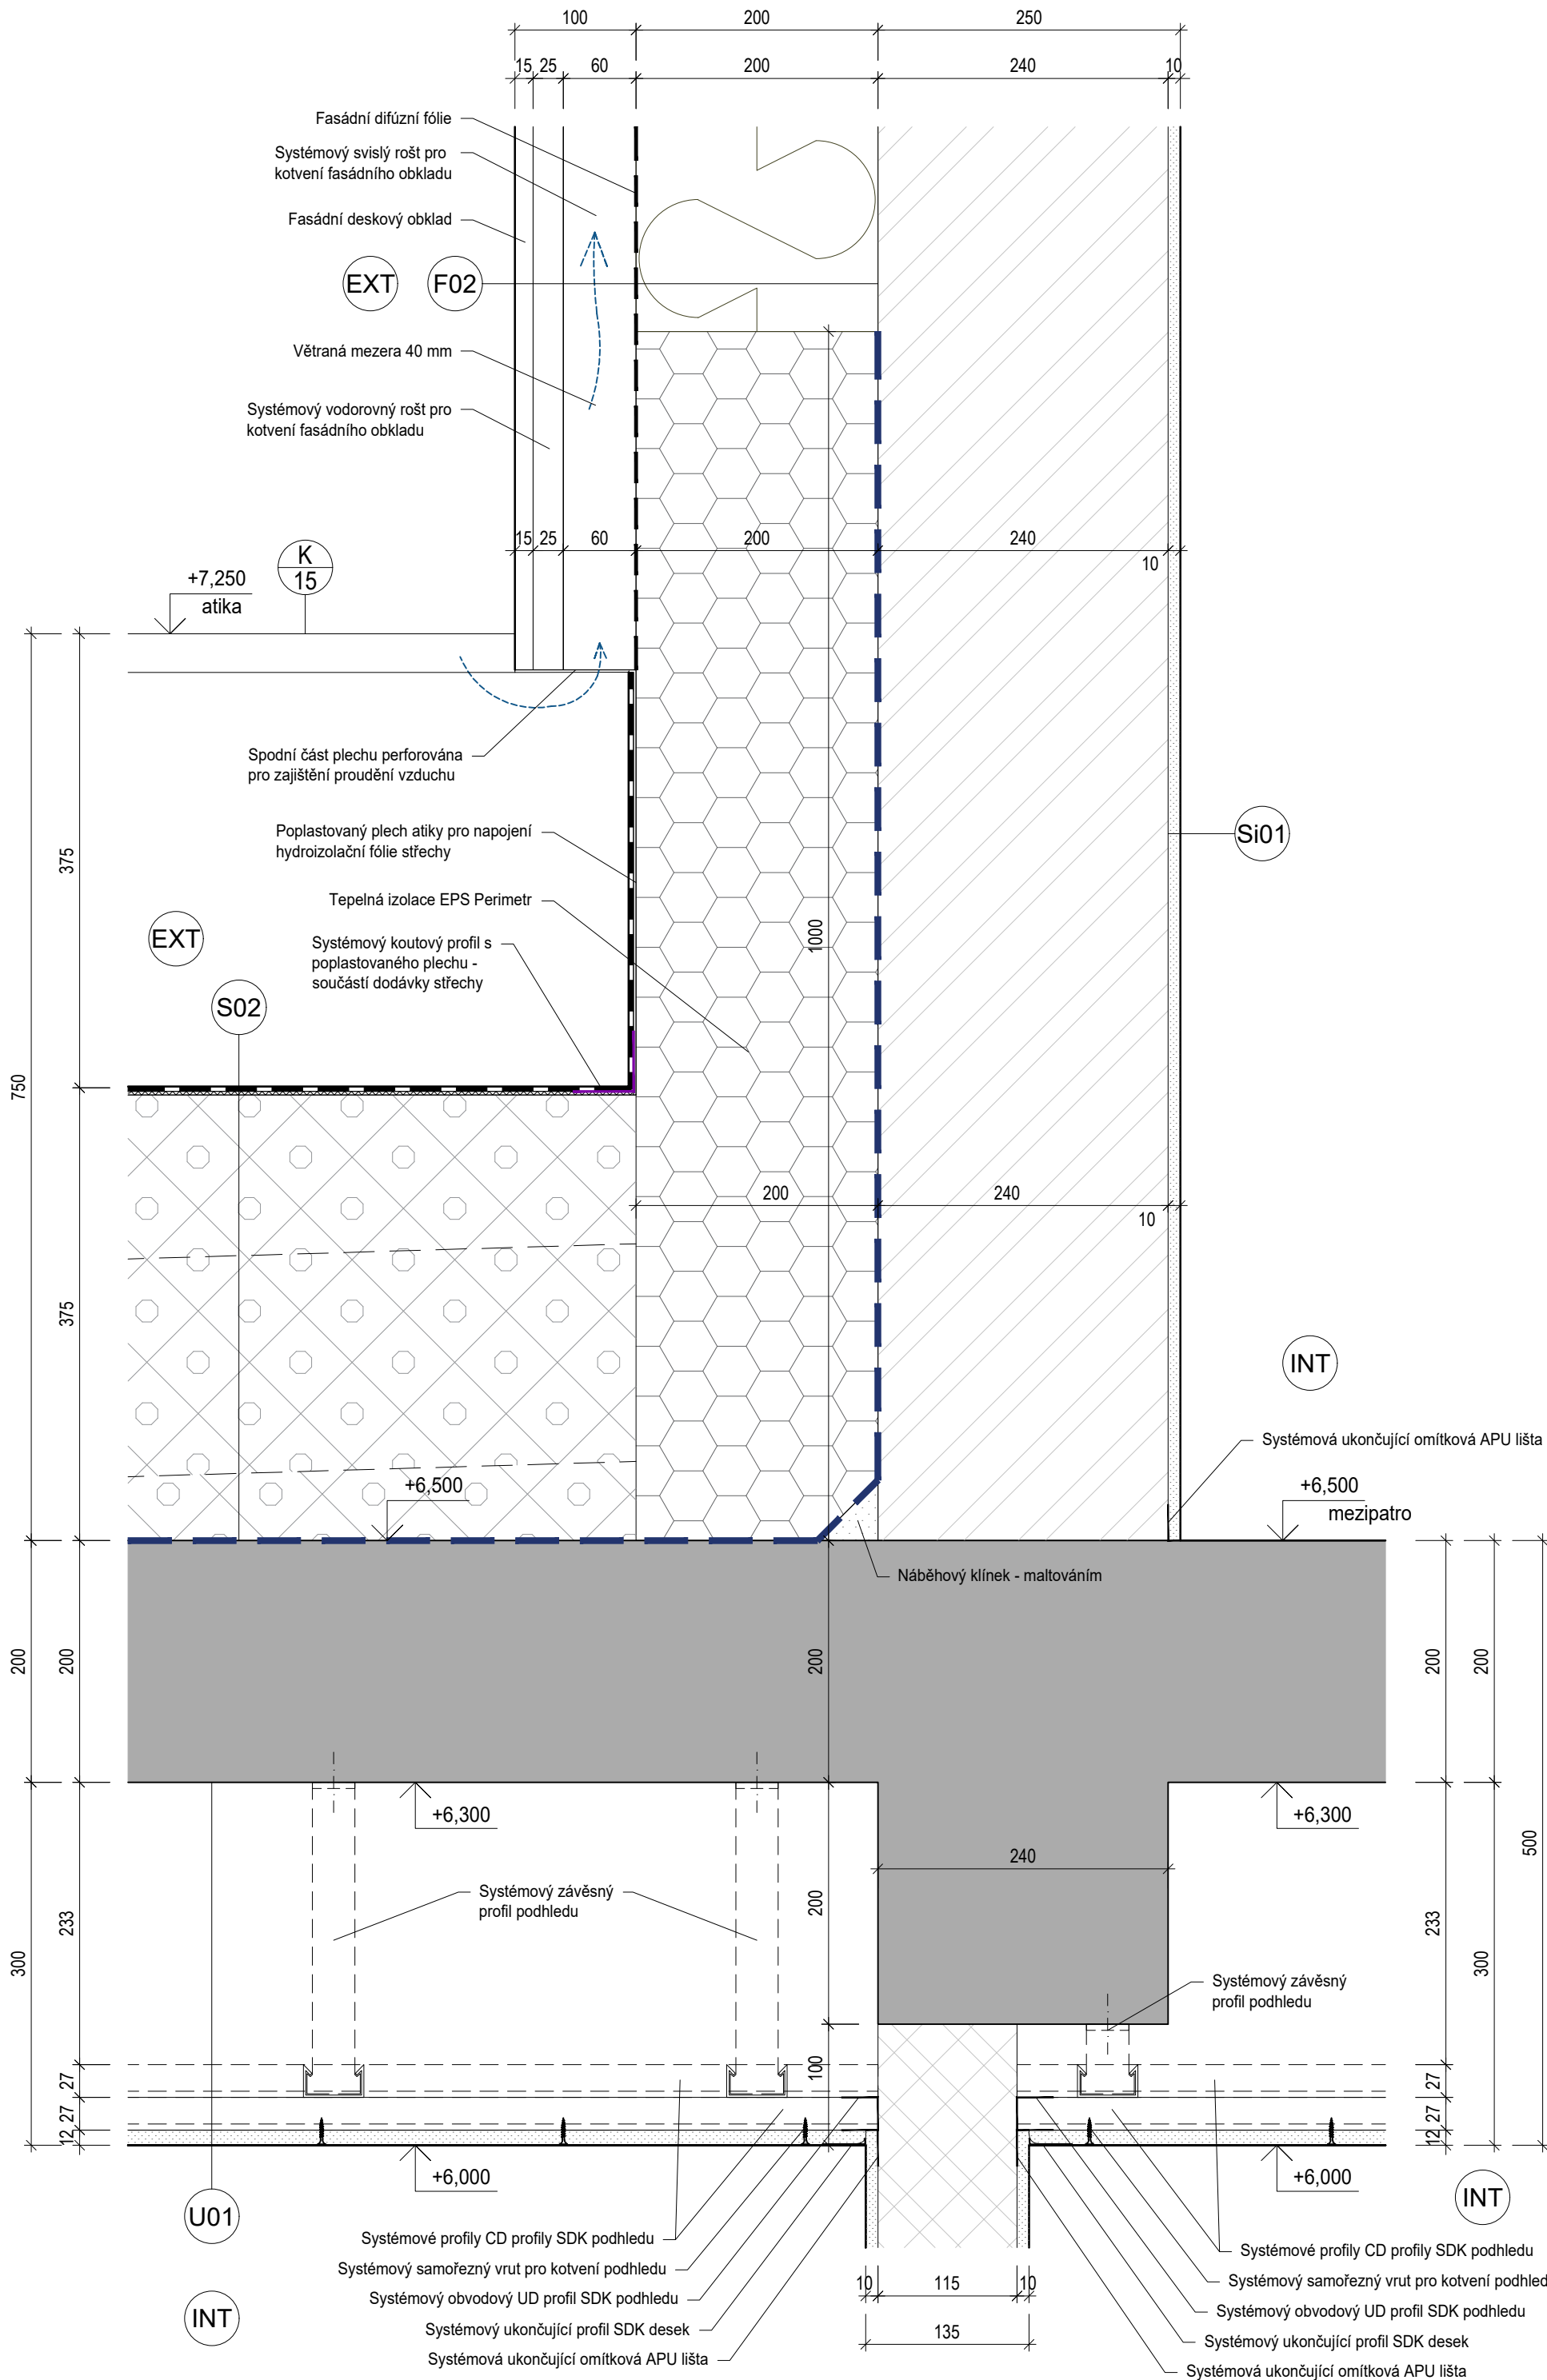 100
200
250
15
25
60
200
240
10
Fasádní difúzní fólie
Systémový svislý rošt pro
kotvení fasádního obkladu
Fasádní deskový obklad
EXT
F02
Větraná mezera 40 mm
Systémový vodorovný rošt pro
kotvení fasádního obkladu
15
25
60
200
240
10
K
15
+7,250
atika
Spodní část plechu perforována
pro zajištění proudění vzduchu
Poplastovaný plech atiky pro napojení
hydroizolační fólie střechy
Si01
375
Tepelná izolace EPS Perimetr
EXT
Systémový koutový profil s
poplastovaného plechu -
součástí dodávky střechy
1000
S02
750
200
240
10
375
INT
Systémová ukončující omítková APU lišta
+6,500
+6,500
mezipatro
Náběhový klínek - maltováním
200
200
200
200
200
+6,300
+6,300
240
500
Systémový závěsný
profil podhledu
200
233
233
300
300
Systémový závěsný
profil podhledu
100
27
27
27
27
12
12
+6,000
+6,000
U01
INT
Systémové profily CD profily SDK podhledu
Systémový samořezný vrut pro kotvení podhledu
Systémový obvodový UD profil SDK podhledu
Systémový ukončující profil SDK desek
Systémová ukončující omítková APU lišta
INT
10
115
10
135
Systémové profily CD profily SDK podhledu
Systémový samořezný vrut pro kotvení podhled
Systémový obvodový UD profil SDK podhledu
Systémový ukončující profil SDK desek
Systémová ukončující omítková APU lišta